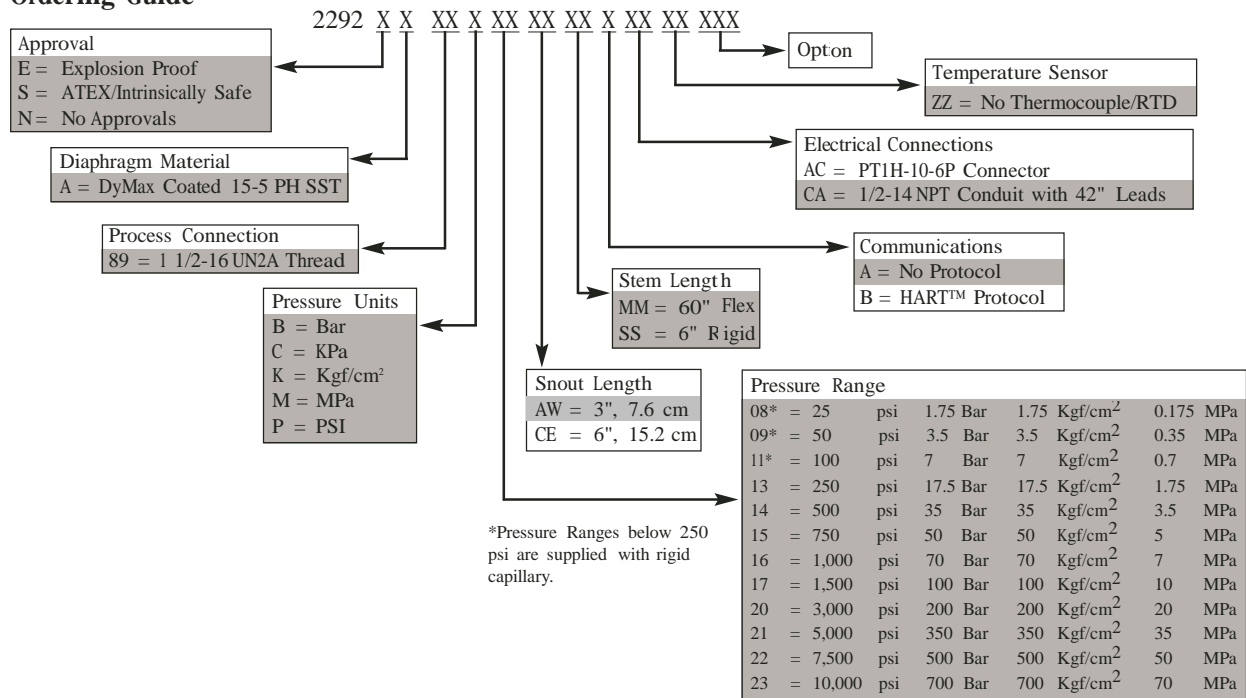 Ordering Guide
2292 X X XX X XX XX XX X XX XX XXX
Approval
E = Explosion Proof
S = ATEX/Intrinsically Safe
N = No Approvals
Diaphragm Material
A = DyMax Coated 15-5 PH SST
Process Connection
89 = 1 1/2-16 UN2A Thread
Pressure Units
B = Bar
C = KPa
K = Kgf/cm²
M = MPa
P = PSI
Option
Temperature Sensor
ZZ = No Thermocouple/RTD
Electrical Connections
AC = PT1H-10-6P Connector
CA = 1/2-14 NPT Conduit with 42" Leads
Communications
A = No Protocol
B = HART™ Protocol
Stem Length
MM = 60" Flex
SS = 6" Rigid
Snout Length
AW = 3", 7.6 cm
CE = 6", 15.2 cm
*Pressure Ranges below 250
psi are supplied with rigid
capillary.
Pressure Range
08* = 25 psi 1.75 Bar 1.75 Kgf/cm2 0.175 MPa
09* = 50 psi 3.5 Bar 3.5 Kgf/cm2 0.35 MPa
11* = 100 psi 7 Bar 7 Kgf/cm2 0.7 MPa
13 = 250 psi 17.5 Bar 17.5 Kgf/cm2 1.75 MPa
14 = 500 psi 35 Bar 35 Kgf/cm2 3.5 MPa
15 = 750 psi 50 Bar 50 Kgf/cm2 5 MPa
16 = 1,000 psi 70 Bar 70 Kgf/cm2 7 MPa
17 = 1,500 psi 100 Bar 100 Kgf/cm2 10 MPa
20 = 3,000 psi 200 Bar 200 Kgf/cm2 20 MPa
21 = 5,000 psi 350 Bar 350 Kgf/cm2 35 MPa
22 = 7,500 psi 500 Bar 500 Kgf/cm2 50 MPa
23 = 10,000 psi 700 Bar 700 Kgf/cm2 70 MPa